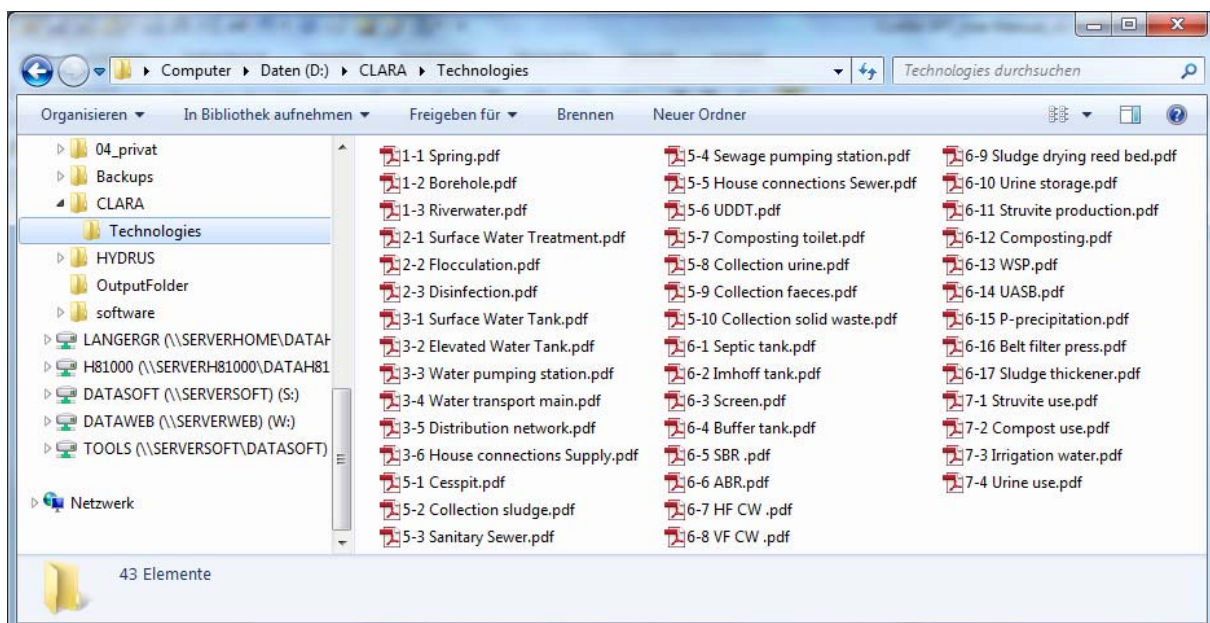 Computer ▸ Daten (D:) ▸ CLARA ▸ Technologies
Technologies durchsuchen
Organisieren In Bibliothek aufnehmen Freigeben für Brennen Neuer Ordner
04_privat
Backups
CLARA
Technologies
HYDRUS
OutputFolder
software
LANGERGR (\\SERVERHOME\DATAH
H81000 (\\SERVERH81000\DATAH81
DATASOFT (\\SERVERSOFT) (S:)
DATAWEB (\\SERVERWEB) (W:)
TOOLS (\\SERVERSOFT\DATASOFT)
Netzwerk
1-1 Spring.pdf
1-2 Borehole.pdf
1-3 Riverwater.pdf
2-1 Surface Water Treatment.pdf
2-2 Flocculation.pdf
2-3 Disinfection.pdf
3-1 Surface Water Tank.pdf
3-2 Elevated Water Tank.pdf
3-3 Water pumping station.pdf
3-4 Water transport main.pdf
3-5 Distribution network.pdf
3-6 House connections Supply.pdf
5-1 Cesspit.pdf
5-2 Collection sludge.pdf
5-3 Sanitary Sewer.pdf
5-4 Sewage pumping station.pdf
5-5 House connections Sewer.pdf
5-6 UDDT.pdf
5-7 Composting toilet.pdf
5-8 Collection urine.pdf
5-9 Collection faeces.pdf
5-10 Collection solid waste.pdf
6-1 Septic tank.pdf
6-2 Imhoff tank.pdf
6-3 Screen.pdf
6-4 Buffer tank.pdf
6-5 SBR .pdf
6-6 ABR.pdf
6-7 HF CW .pdf
6-8 VF CW .pdf
6-9 Sludge drying reed bed.pdf
6-10 Urine storage.pdf
6-11 Struvite production.pdf
6-12 Composting.pdf
6-13 WSP.pdf
6-14 UASB.pdf
6-15 P-precipitation.pdf
6-16 Belt filter press.pdf
6-17 Sludge thickener.pdf
7-1 Struvite use.pdf
7-2 Compost use.pdf
7-3 Irrigation water.pdf
7-4 Urine use.pdf
43 Elemente